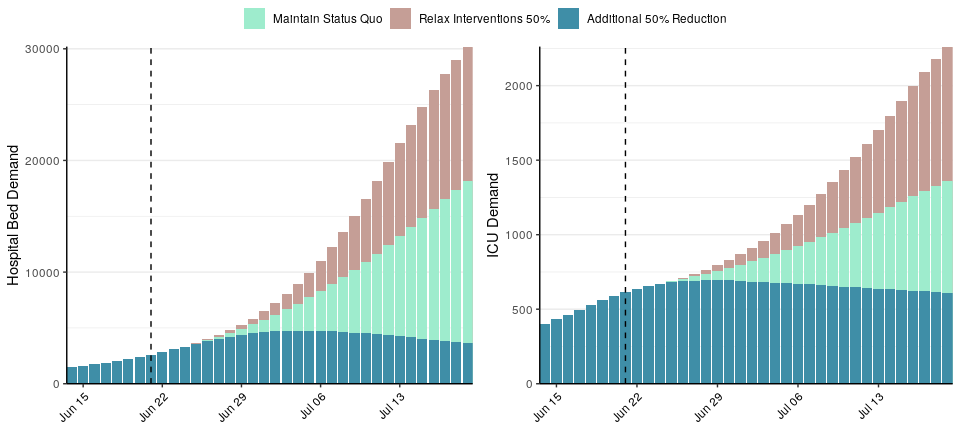 Maintain Status Quo Relax Interventions 50% Additional 50% Reduction
Hospital Bed Demand
30000
20000
10000
0
Jun 15 Jun 22 Jun 29 Jul 06 Jul 13
ICU Demand
2000
1500
1000
500
0
Jun 15 Jun 22 Jun 29 Jul 06 Jul 13